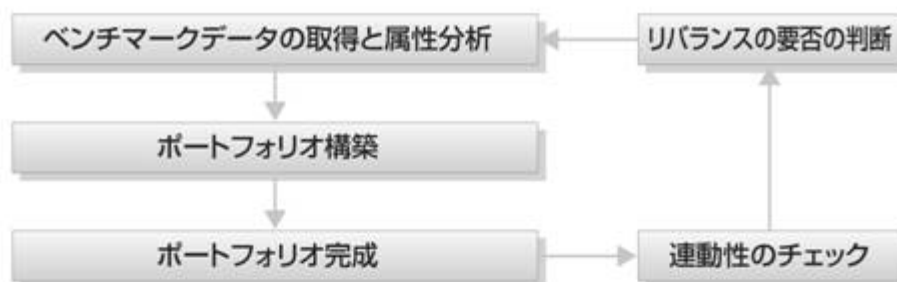 ベンチマークデータの取得と属性分析
リバランスの要否の判断
ポートフォリオ構築
ポートフォリオ完成
連動性のチェック